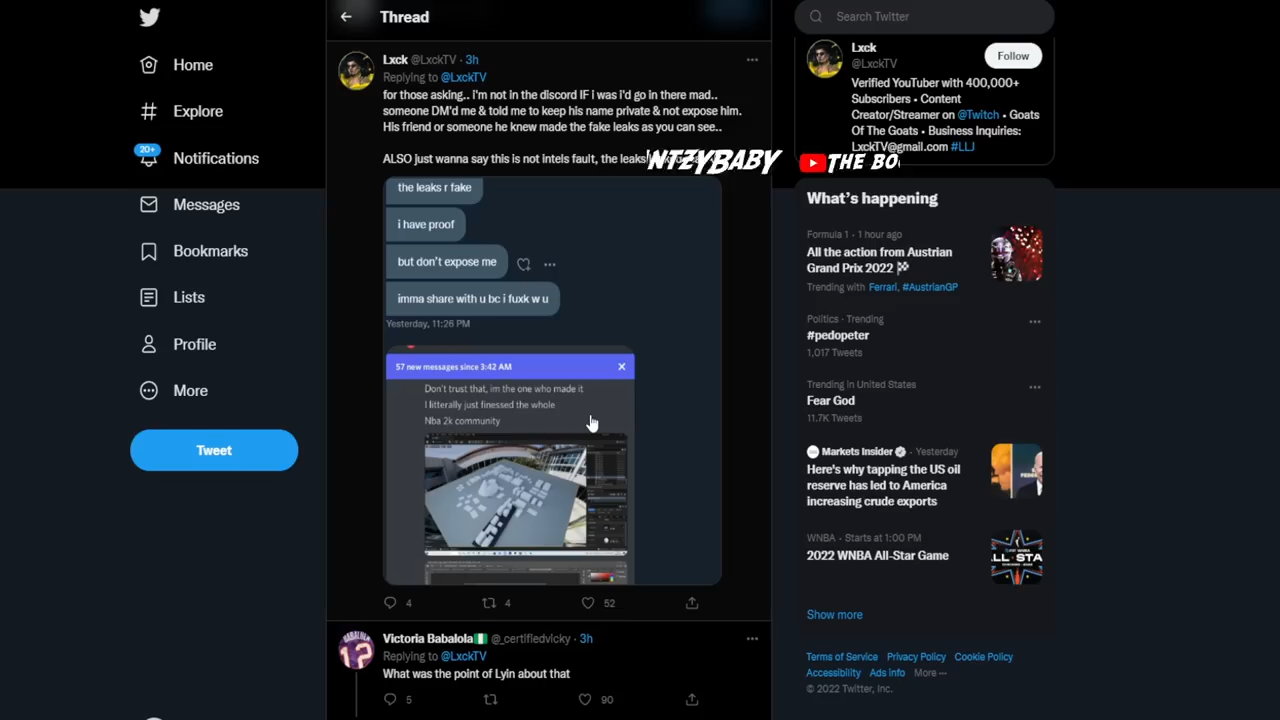 Thread
Search Twitter
Home
Explore
20+
Notifications
Messages
Bookmarks
Lists
Profile
More
Tweet
Lxck @LxckTV · 3h
Replying to @LxckTV
for those asking.. i'm not in the discord IF i was i'd go in there mad..
someone DM'd me & told me to keep his name private & not expose him.
His friend or someone he knew made the fake leaks as you can see..
ALSO just wanna say this is not intels fault, the leaks
NTZYBABY
THE BO
the leaks r fake
i have proof
but don't expose me
imma share with u bc i fuxk w u
Yesterday, 11:26 PM
57 new messages since 3:42 AM
Don't trust that, im the one who made it
I litterally just finessed the whole
Nba 2k community
4
4
52
Victoria Babalola @_certifiedvicky · 3h
Replying to @LxckTV
What was the point of Lyin about that
5
90
Lxck
@LxckTV
Follow
Verified YouTuber with 400,000+
Subscribers • Content
Creator/Streamer on @Twitch • Goats
Of The Goats • Business Inquiries:
LxckTV@gmail.com #LLJ
What's happening
Formula 1 · 1 hour ago
All the action from Austrian
Grand Prix 2022
Trending with Ferrari, #AustrianGP
Politics · Trending
#pedopeter
1,017 Tweets
Trending in United States
Fear God
11.7K Tweets
Markets Insider · Yesterday
Here's why tapping the US oil
reserve has led to America
increasing crude exports
WNBA · Starts at 1:00 PM
2022 WNBA All-Star Game
Show more
Terms of Service Privacy Policy Cookie Policy
Accessibility Ads info More
© 2022 Twitter, Inc.